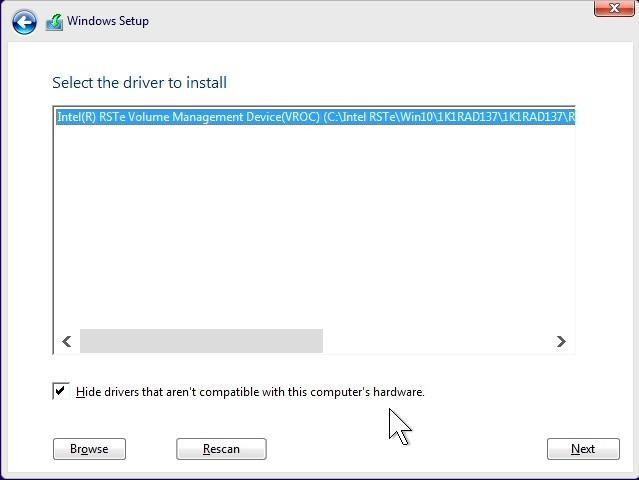 Windows Setup
Select the driver to install
Intel(R) RSTe Volume Management Device(VROC) (C:\Intel RSTe\Win10\1K1RAD137\1K1RAD137\R
Hide drivers that aren't compatible with this computer's hardware.
Browse Rescan Next